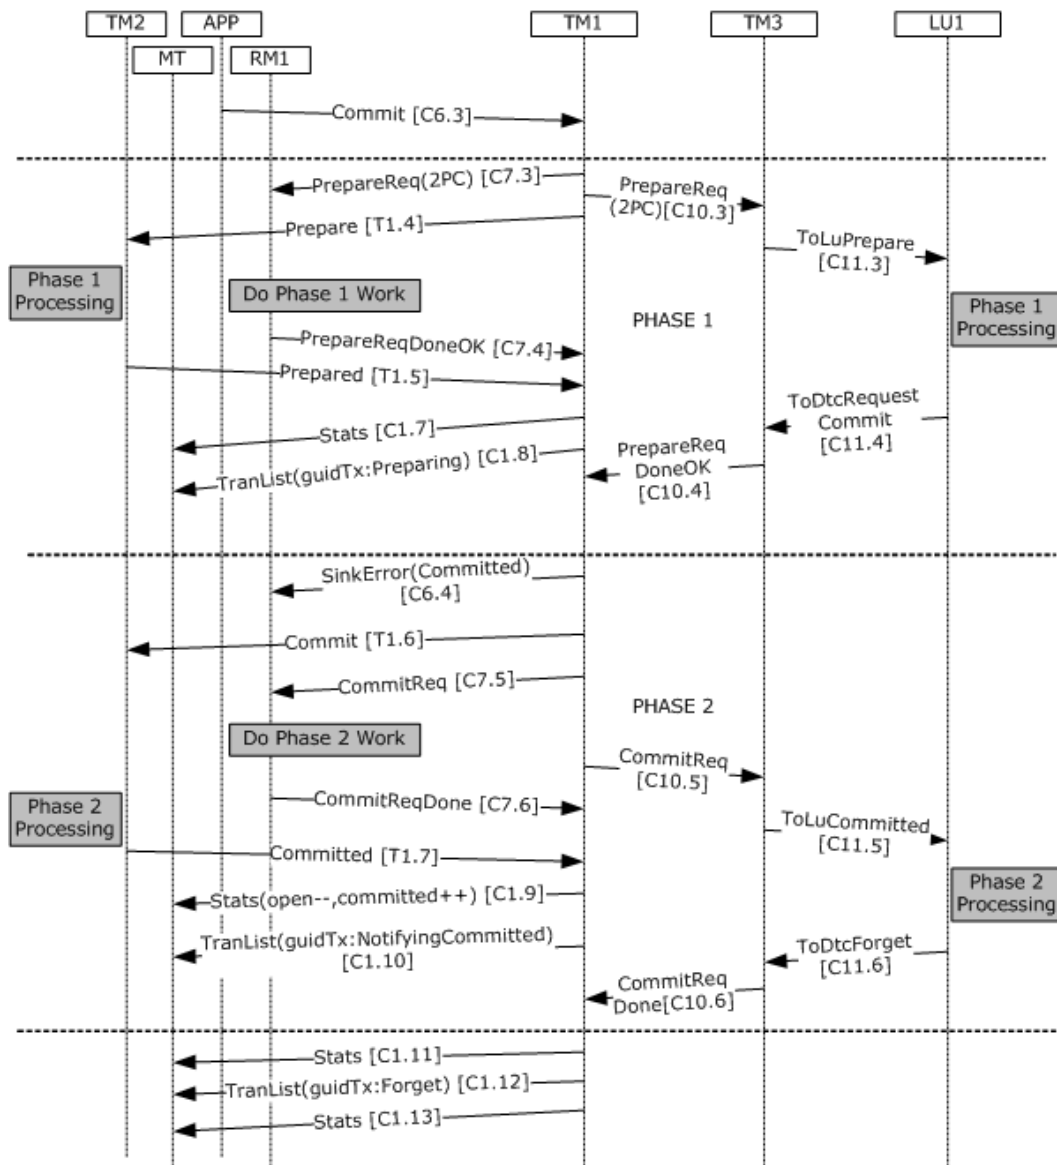 TM2
APP
TM1
TM3
LU1
MT
RM1
Commit [C6.3]
PrepareReq(2PC) [C7.3]
PrepareReq
(2PC)[C10.3]
Prepare [T1.4]
ToLuPrepare
[C11.3]
Phase 1
Processing
Do Phase 1 Work
Phase 1
Processing
PHASE 1
PrepareReqDoneOK [C7.4]
Prepared [T1.5]
ToDtcRequest
Commit
[C11.4]
Stats [C1.7]
PrepareReq
DoneOK
[C10.4]
TranList(guidTx:Preparing) [C1.8]
SinkError(Committed)
[C6.4]
Commit [T1.6]
CommitReq [C7.5]
PHASE 2
Do Phase 2 Work
CommitReq
[C10.5]
Phase 2
Processing
CommitReqDone [C7.6]
ToLuCommitted
[C11.5]
Committed [T1.7]
Stats(open--,committed++) [C1.9]
Phase 2
Processing
TranList(guidTx:NotifyingCommitted)
[C1.10]
ToDtcForget
[C11.6]
CommitReq
Done[C10.6]
Stats [C1.11]
TranList(guidTx:Forget) [C1.12]
Stats [C1.13]